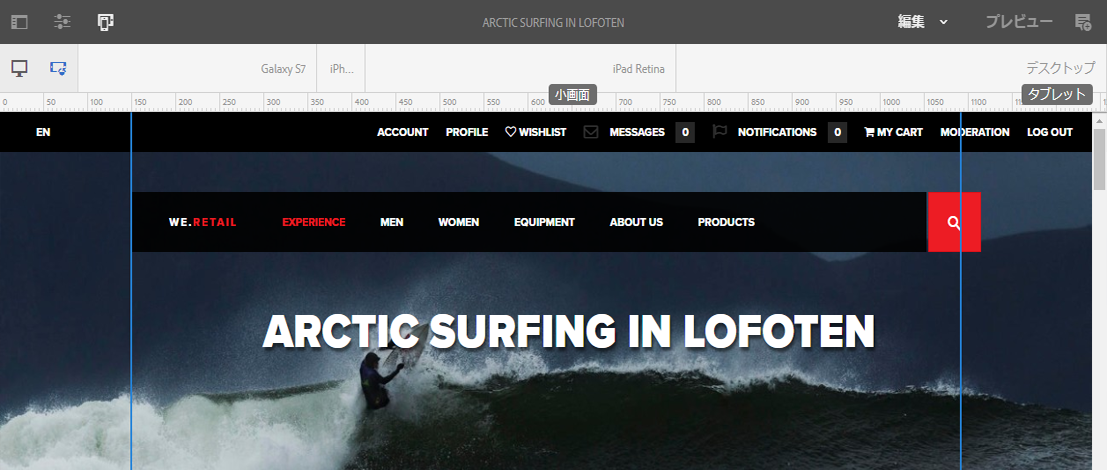 ARCTIC SURFING IN LOFOTEN
編集
プレビュー
Galaxy S7
iPh...
iPad Retina
デスクトップ
小画面
タブレット
0 50 100 150 200 250 300 350 400 450 500 550 600 650 700 750 800 850 900 950 1000 1050
EN
ACCOUNT PROFILE WISHLIST MESSAGES 0 NOTIFICATIONS 0 MY CART MODERATION LOG OUT
WE.RETAIL EXPERIENCE MEN WOMEN EQUIPMENT ABOUT US PRODUCTS
ARCTIC SURFING IN LOFOTEN